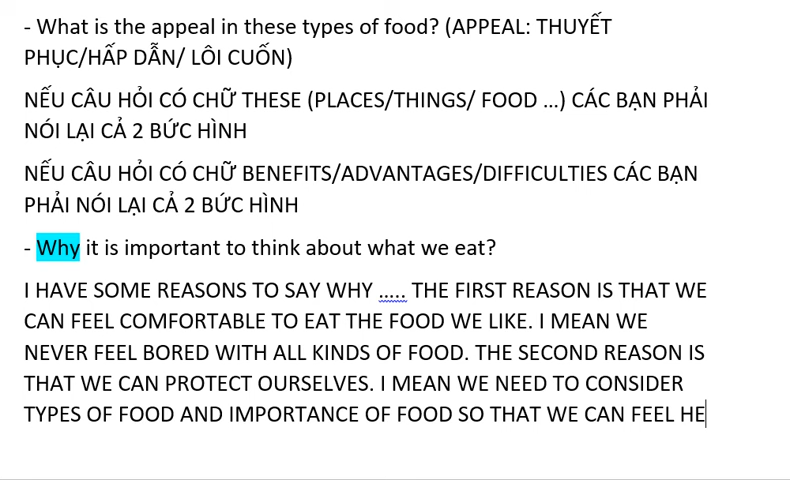 - What is the appeal in these types of food? (APPEAL: THUYẾT
PHỤC/HẤP DẪN/ LÔI CUỐN)
NẾU CÂU HỎI CÓ CHỮ THESE (PLACES/THINGS/ FOOD ...) CÁC BẠN PHẢI
NÓI LẠI CẢ 2 BỨC HÌNH
NẾU CÂU HỎI CÓ CHỮ BENEFITS/ADVANTAGES/DIFFICULTIES CÁC BẠN
PHẢI NÓI LẠI CẢ 2 BỨC HÌNH
- Why it is important to think about what we eat?
I HAVE SOME REASONS TO SAY WHY ..... THE FIRST REASON IS THAT WE
CAN FEEL COMFORTABLE TO EAT THE FOOD WE LIKE. I MEAN WE
NEVER FEEL BORED WITH ALL KINDS OF FOOD. THE SECOND REASON IS
THAT WE CAN PROTECT OURSELVES. I MEAN WE NEED TO CONSIDER
TYPES OF FOOD AND IMPORTANCE OF FOOD SO THAT WE CAN FEEL HE